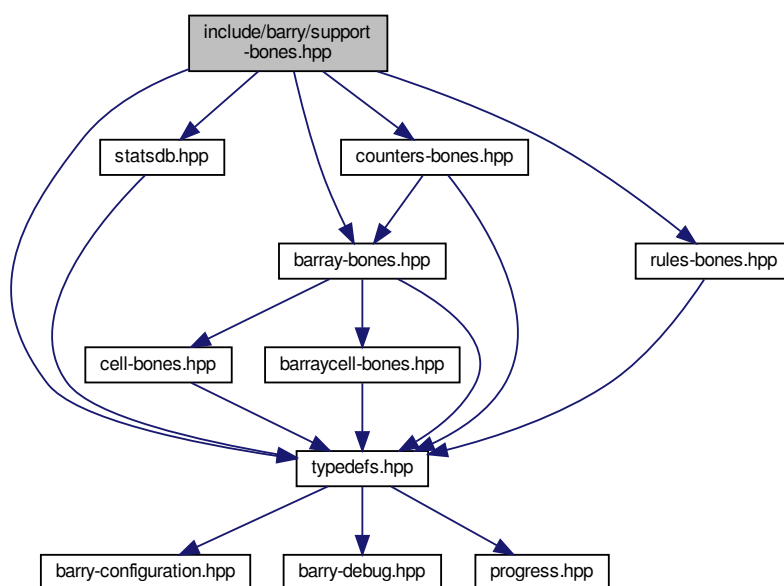 include/barry/support
-bones.hpp
statsdb.hpp
counters-bones.hpp
barray-bones.hpp
rules-bones.hpp
cell-bones.hpp
barraycell-bones.hpp
typedefs.hpp
barry-configuration.hpp
barry-debug.hpp
progress.hpp